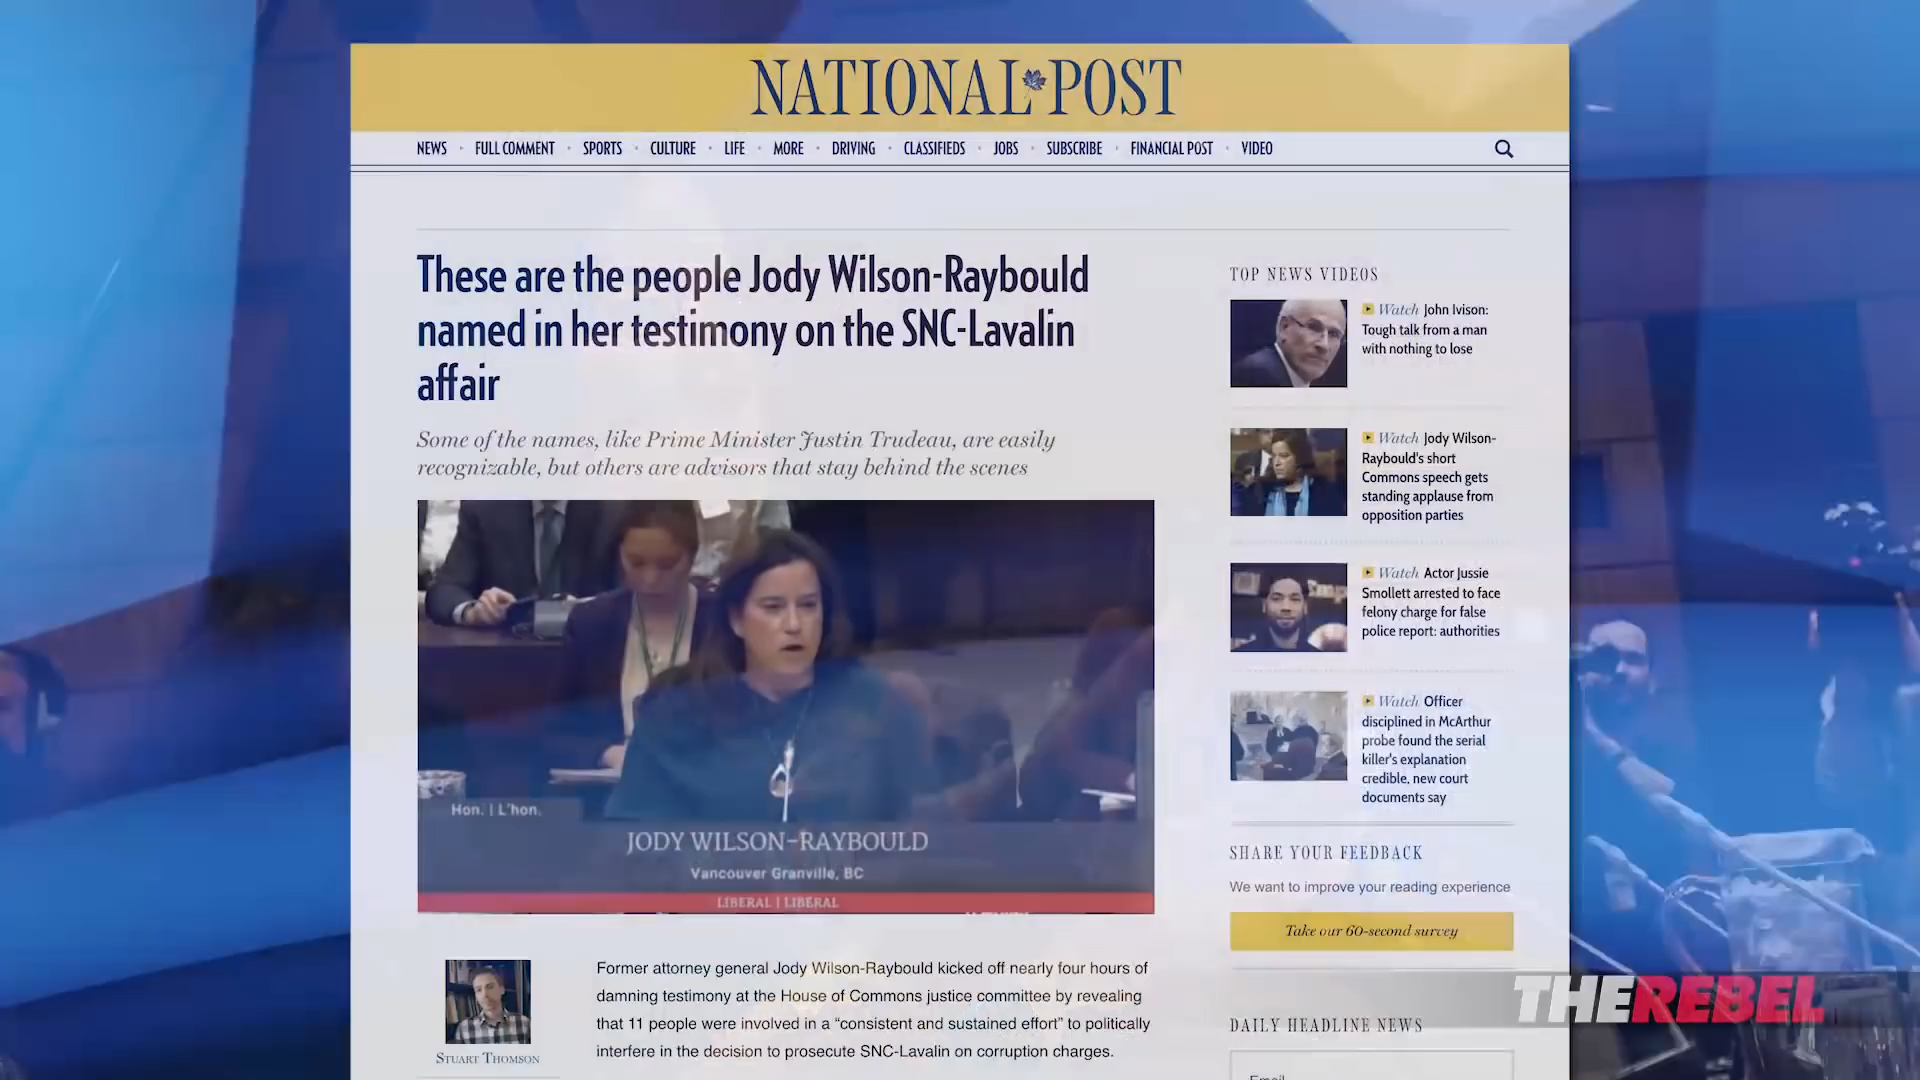 NATIONAL POST
NEWS • FULL COMMENT • SPORTS • CULTURE • LIFE • MORE • DRIVING • CLASSIFIEDS • JOBS • SUBSCRIBE • FINANCIAL POST • VIDEO
These are the people Jody Wilson-Raybould
named in her testimony on the SNC-Lavalin
affair
Some of the names, like Prime Minister Justin Trudeau, are easily
recognizable, but others are advisors that stay behind the scenes
Hon. | L'hon.
JODY WILSON-RAYBOULD
Vancouver Granville, BC
LIBERAL | LIBERAL
STUART THOMSON
Former attorney general Jody Wilson-Raybould kicked off nearly four hours of
damning testimony at the House of Commons justice committee by revealing
that 11 people were involved in a “consistent and sustained effort” to politically
interfere in the decision to prosecute SNC-Lavalin on corruption charges.
TOP NEWS VIDEOS
Watch John Ivison:
Tough talk from a man
with nothing to lose
Watch Jody Wilson-
Raybould's short
Commons speech gets
standing applause from
opposition parties
Watch Actor Jussie
Smollett arrested to face
felony charge for false
police report: authorities
Watch Officer
disciplined in McArthur
probe found the serial
killer's explanation
credible, new court
documents say
SHARE YOUR FEEDBACK
We want to improve your reading experience
Take our 60-second survey
DAILY HEADLINE NEWS
Email
THEREBEL